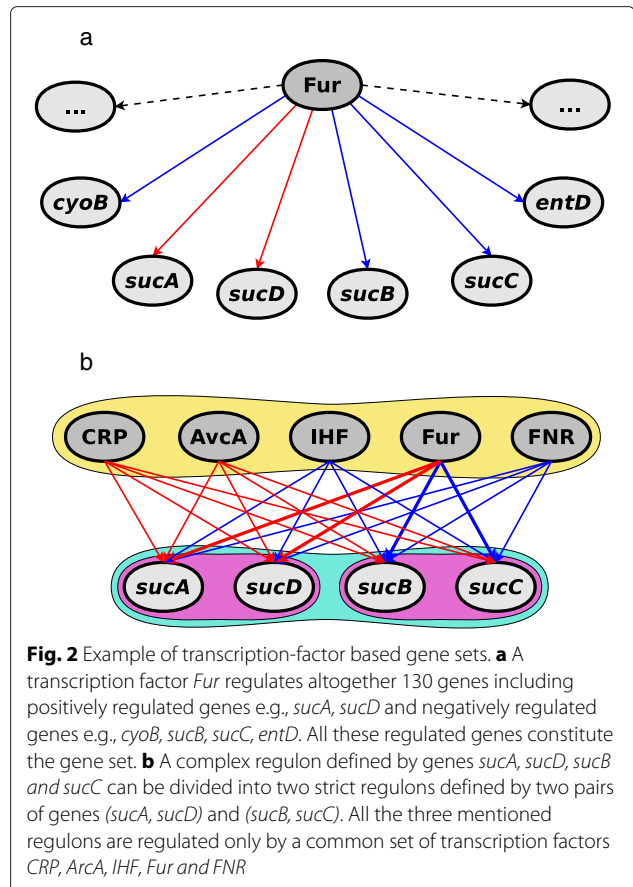 a
Fur
... ...
cyoB entD
sucA sucD sucB sucC
b
CRP AvcA IHF Fur FNR
sucA sucD sucB sucC
Fig. 2 Example of transcription-factor based gene sets. a A
transcription factor Fur regulates altogether 130 genes including
positively regulated genes e.g., sucA, sucD and negatively regulated
genes e.g., cyoB, sucB, sucC, entD. All these regulated genes constitute
the gene set. b A complex regulon defined by genes sucA, sucD, sucB
and sucC can be divided into two strict regulons defined by two pairs
of genes (sucA, sucD) and (sucB, sucC). All the three mentioned
regulons are regulated only by a common set of transcription factors
CRP, ArcA, IHF, Fur and FNR